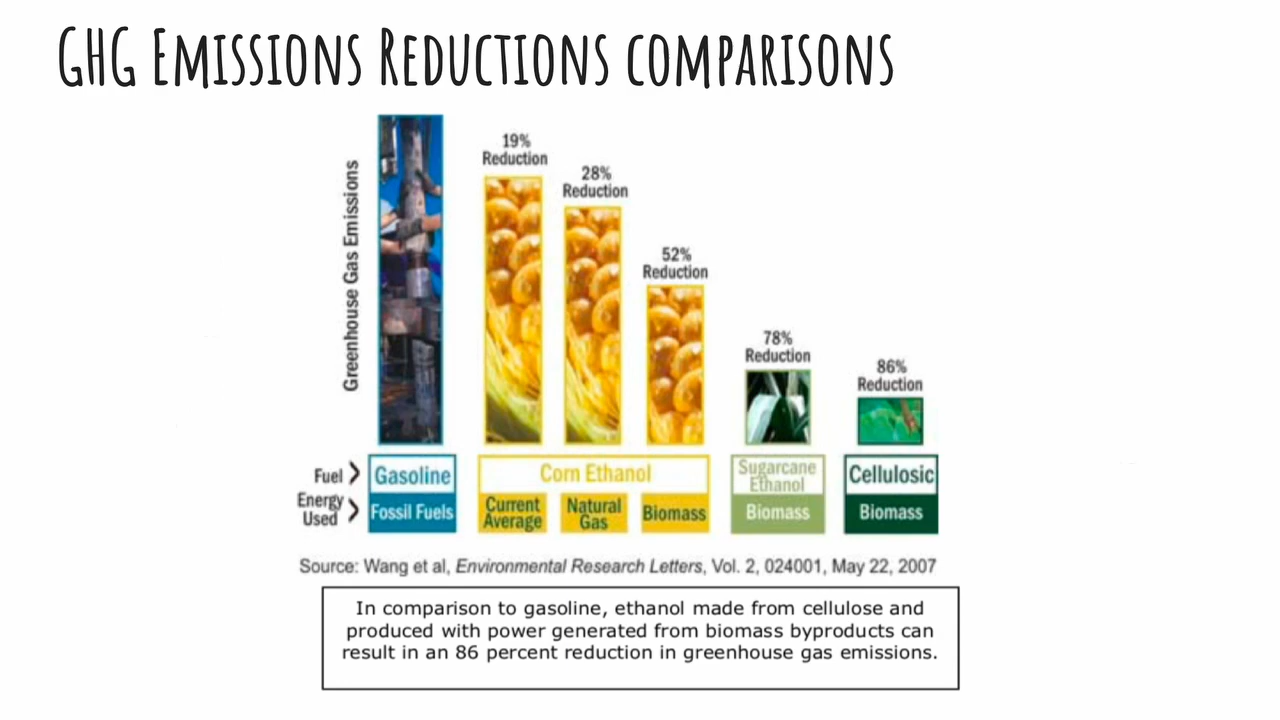 GHG Emissions Reductions comparisons
Greenhouse Gas Emissions
19%
Reduction
28%
Reduction
52%
Reduction
78%
Reduction
86%
Reduction
Fuel
Gasoline
Corn Ethanol
Sugarcane
Ethanol
Cellulosic
Energy
Used
Fossil Fuels
Current
Average
Natural
Gas
Biomass
Biomass
Biomass
Source: Wang et al, Environmental Research Letters, Vol. 2, 024001, May 22, 2007
In comparison to gasoline, ethanol made from cellulose and
produced with power generated from biomass byproducts can
result in an 86 percent reduction in greenhouse gas emissions.